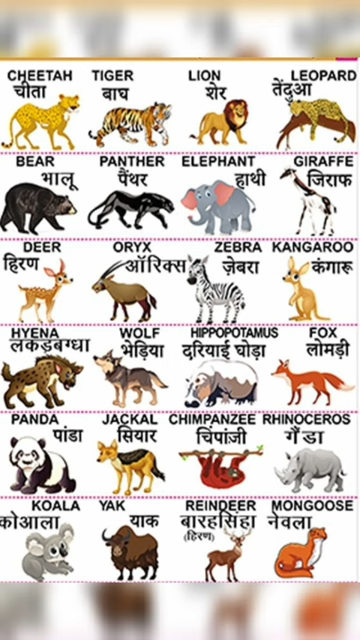 CHEETAH TIGER LION LEOPARD
चीता बाघ शेर तेंदुआ
BEAR PANTHER ELEPHANT GIRAFFE
भालू पैंथर हाथी जिराफ
DEER ORYX ZEBRA KANGAROO
हिरण ऑरिक्स ज़ेबरा कंगारू
HYENA WOLF HIPPOPOTAMUS FOX
लकड़बग्धा भेड़िया दरियाई घोड़ा लोमड़ी
PANDA JACKAL CHIMPANZEE RHINOCEROS
पांडा सियार चिपांजी गैंडा
KOALA YAK REINDEER MONGOOSE
कोआला याक बारहसिंहा नेवला
(हिरण)